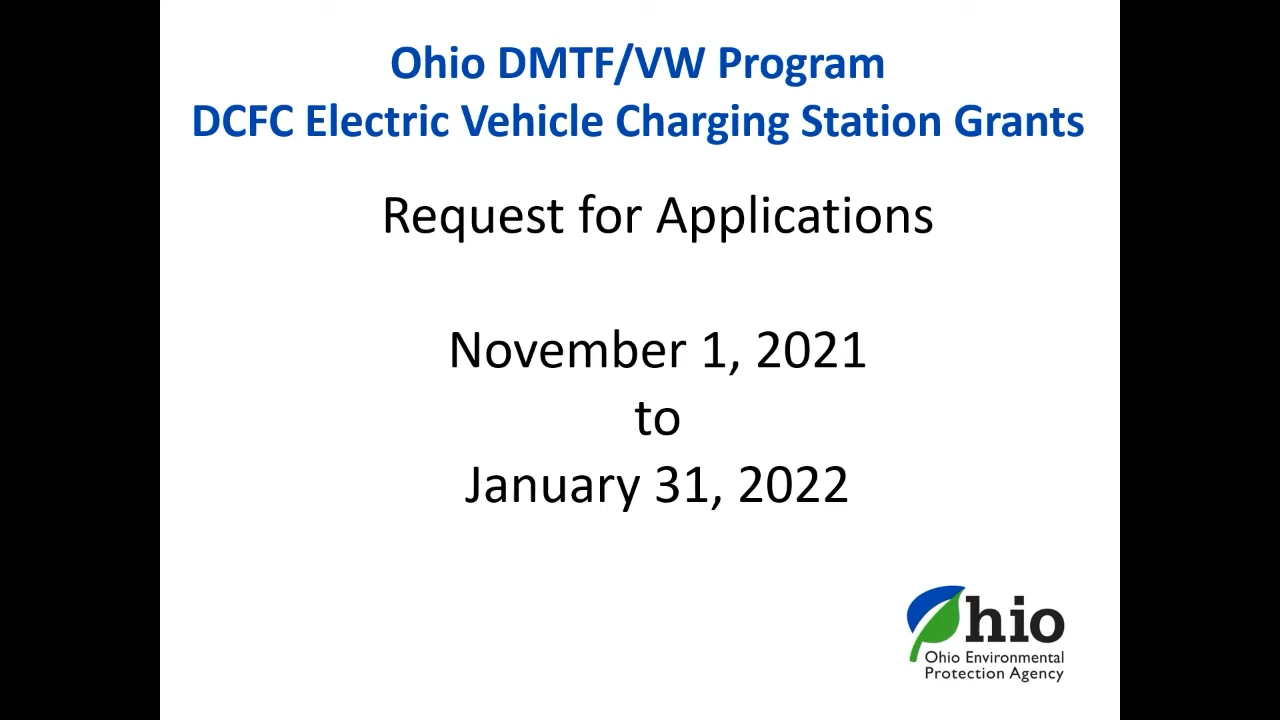 Ohio DMTF/VW Program
DCFC Electric Vehicle Charging Station Grants
Request for Applications
November 1, 2021
to
January 31, 2022
Ohio
Ohio Environmental
Protection Agency